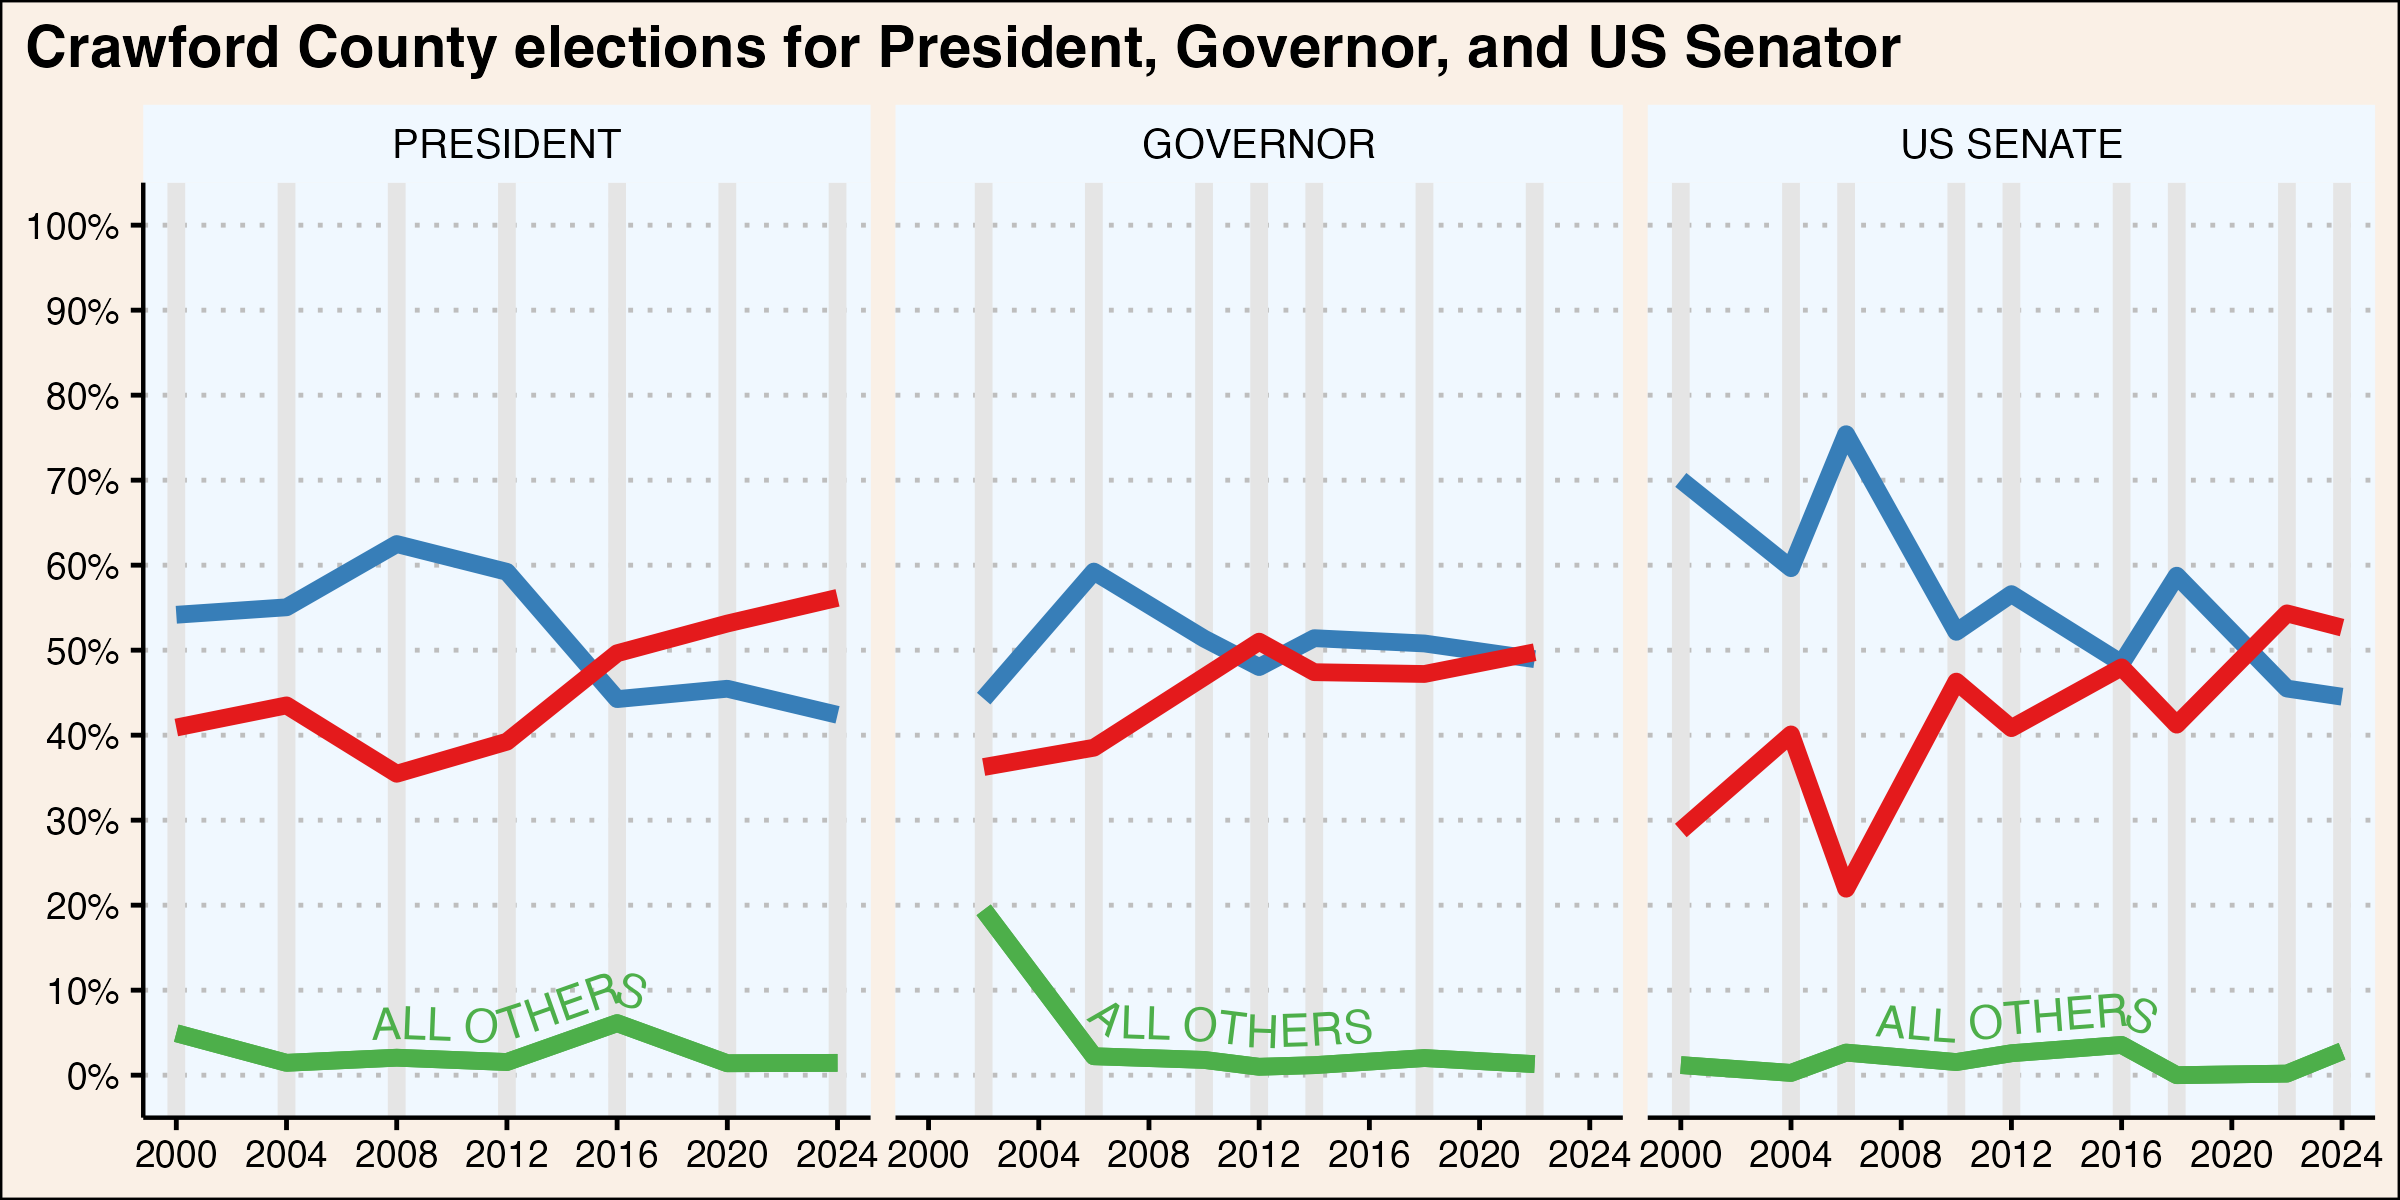 Crawford County elections for President, Governor, and US Senator
PRESIDENT
GOVERNOR
US SENATE
100%
90%
80%
70%
60%
50%
40%
30%
20%
10%
0%
ALL OTHERS
ALL OTHERS
ALL OTHERS
2000 2004 2008 2012 2016 2020 2024
2000 2004 2008 2012 2016 2020 2024
2000 2004 2008 2012 2016 2020 2024